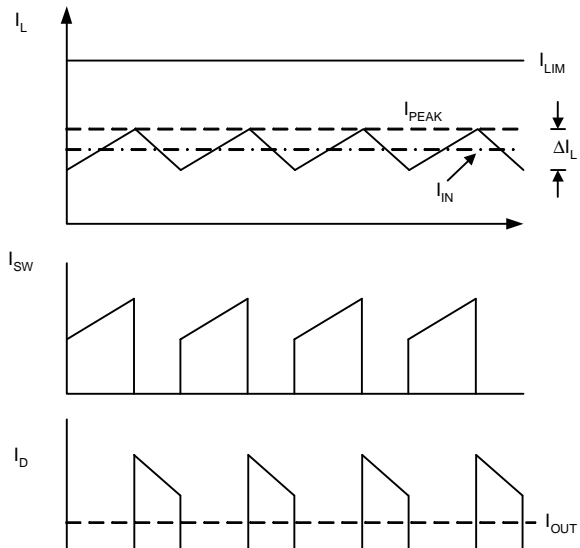 I_L
I_LIM
I_PEAK
ΔI_L
I_IN
I_SW
I_D
I_OUT